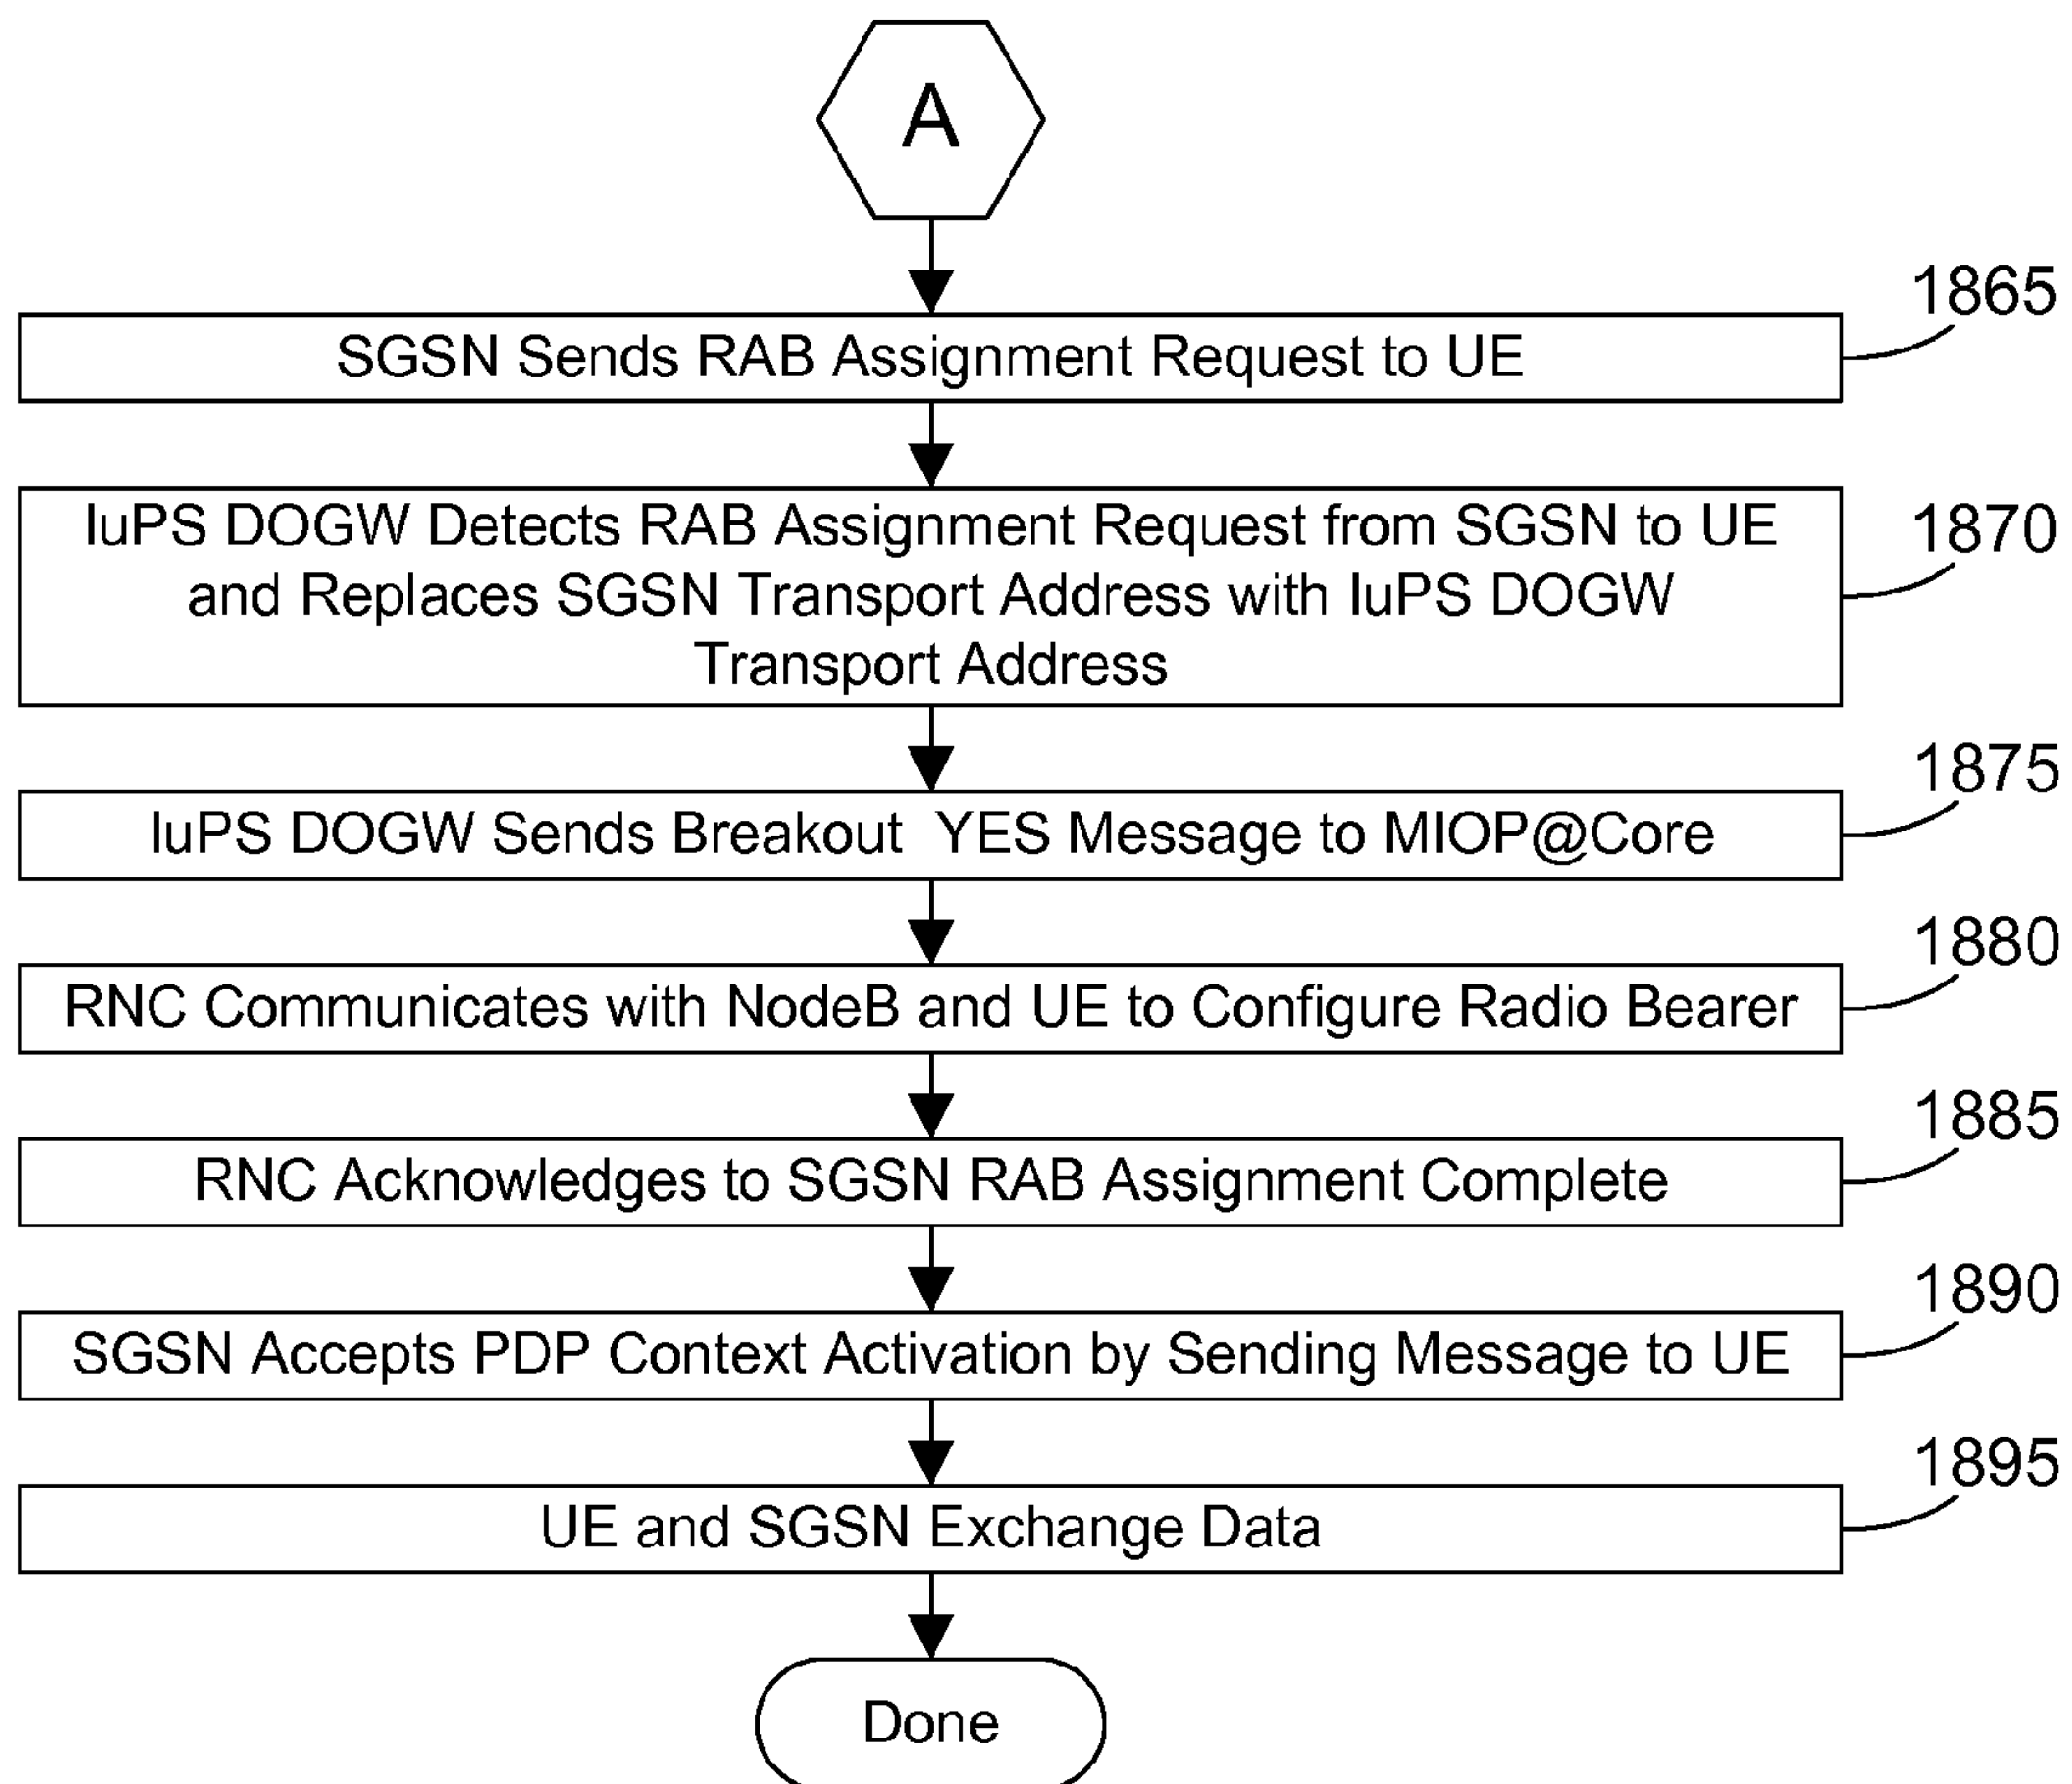 A
1865
SGSN Sends RAB Assignment Request to UE
1870
IuPS DOGW Detects RAB Assignment Request from SGSN to UE
and Replaces SGSN Transport Address with IuPS DOGW
Transport Address
1875
IuPS DOGW Sends Breakout YES Message to MIOP@Core
1880
RNC Communicates with NodeB and UE to Configure Radio Bearer
1885
RNC Acknowledges to SGSN RAB Assignment Complete
1890
SGSN Accepts PDP Context Activation by Sending Message to UE
1895
UE and SGSN Exchange Data
Done